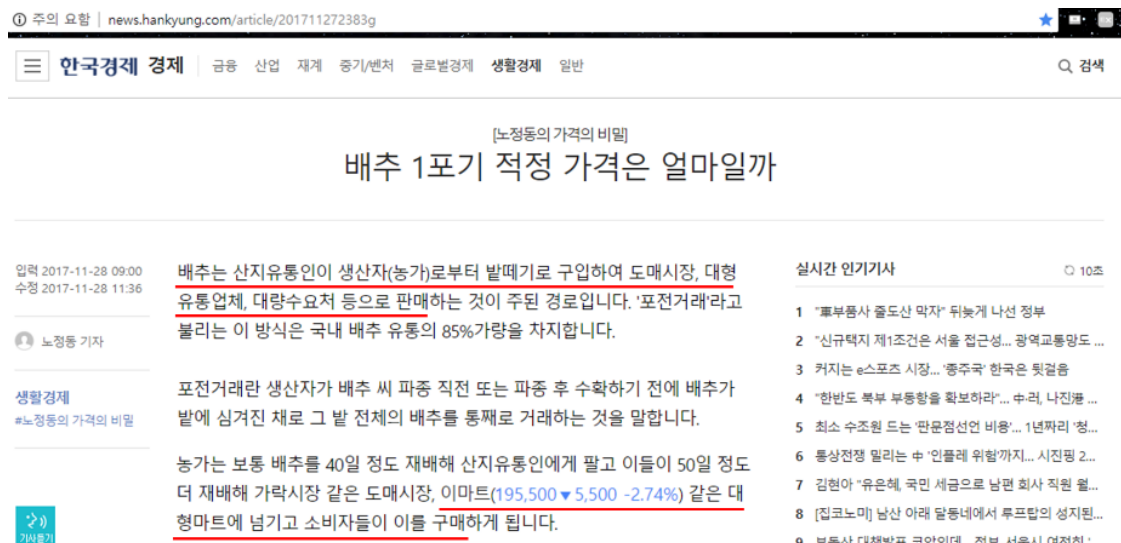 주의 요함 | news.hankyung.com/article/201711272383g
한국경제 경제 금융 산업 재계 중기/벤처 글로벌경제 생활경제 일반 검색
[노정동의 가격의 비밀]
배추 1포기 적정 가격은 얼마일까
입력 2017-11-28 09:00
수정 2017-11-28 11:36
노정동 기자
생활경제
#노정동의 가격의 비밀
기사듣기
배추는 산지유통인이 생산자(농가)로부터 밭떼기로 구입하여 도매시장, 대형
유통업체, 대량수요처 등으로 판매하는 것이 주된 경로입니다. '포전거래'라고
불리는 이 방식은 국내 배추 유통의 85%가량을 차지합니다.
포전거래란 생산자가 배추 씨 파종 직전 또는 파종 후 수확하기 전에 배추가
밭에 심겨진 채로 그 밭 전체의 배추를 통째로 거래하는 것을 말합니다.
농가는 보통 배추를 40일 정도 재배해 산지유통인에게 팔고 이들이 50일 정도
더 재배해 가락시장 같은 도매시장, 이마트(195,500 ▼ 5,500 -2.74%) 같은 대
형마트에 넘기고 소비자들이 이를 구매하게 됩니다.
실시간 인기기사 10초
1 "車부품사 줄도산 막자" 뒤늦게 나선 정부
2 "신규택지 제1조건은 서울 접근성... 광역교통망도 ...
3 커지는 e스포츠 시장... '종주국' 한국은 뒷걸음
4 "한반도 북부 부동항을 확보하라"... 中·러, 나진港 ...
5 최소 수조원 드는 '판문점선언 비용'... 1년짜리 '청...
6 통상전쟁 밀리는 中 '인플레 위험'까지... 시진핑 2...
7 김현아 "유은혜, 국민 세금으로 남편 회사 직원 월...
8 [집코노미] 남산 아래 달동네에서 루프탑의 성지된...
9